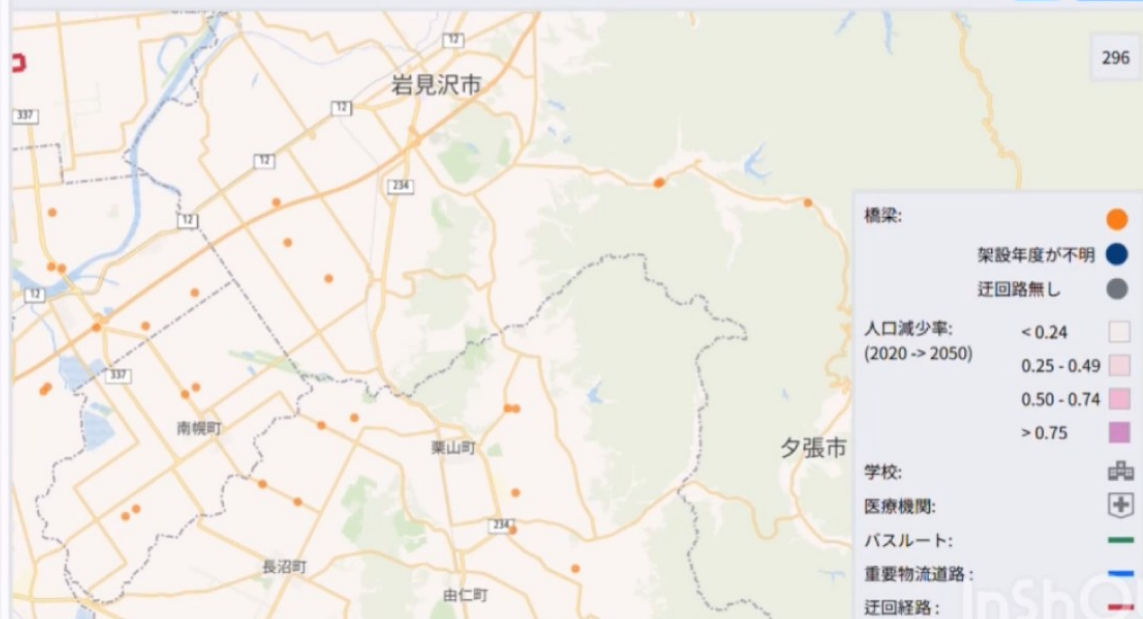 12
296
岩見沢市
12
337
12
234
12
12
337
南幌町
栗山町
夕張市
234
長沼町
由仁町
橋梁:
架設年度が不明
迂回路無し
人口減少率:
(2020 -> 2050)
< 0.24
0.25 - 0.49
0.50 - 0.74
> 0.75
学校:
医療機関:
バスルート:
重要物流道路 :
迂回経路 :
InShO